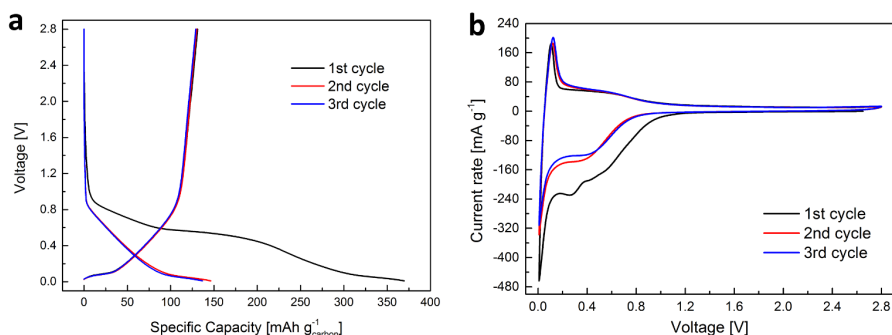 a
2.8
2.4
2.0
1.6
1.2
0.8
0.4
0.0
Voltage [V]
1st cycle
2nd cycle
3rd cycle
0 50 100 150 200 250 300 350 400
Specific Capacity [mAh g⁻¹carbon]
b
240
160
80
0
-80
-160
-240
-320
-400
-480
Current rate [mA g⁻¹]
1st cycle
2nd cycle
3rd cycle
0.0 0.4 0.8 1.2 1.6 2.0 2.4 2.8
Voltage [V]